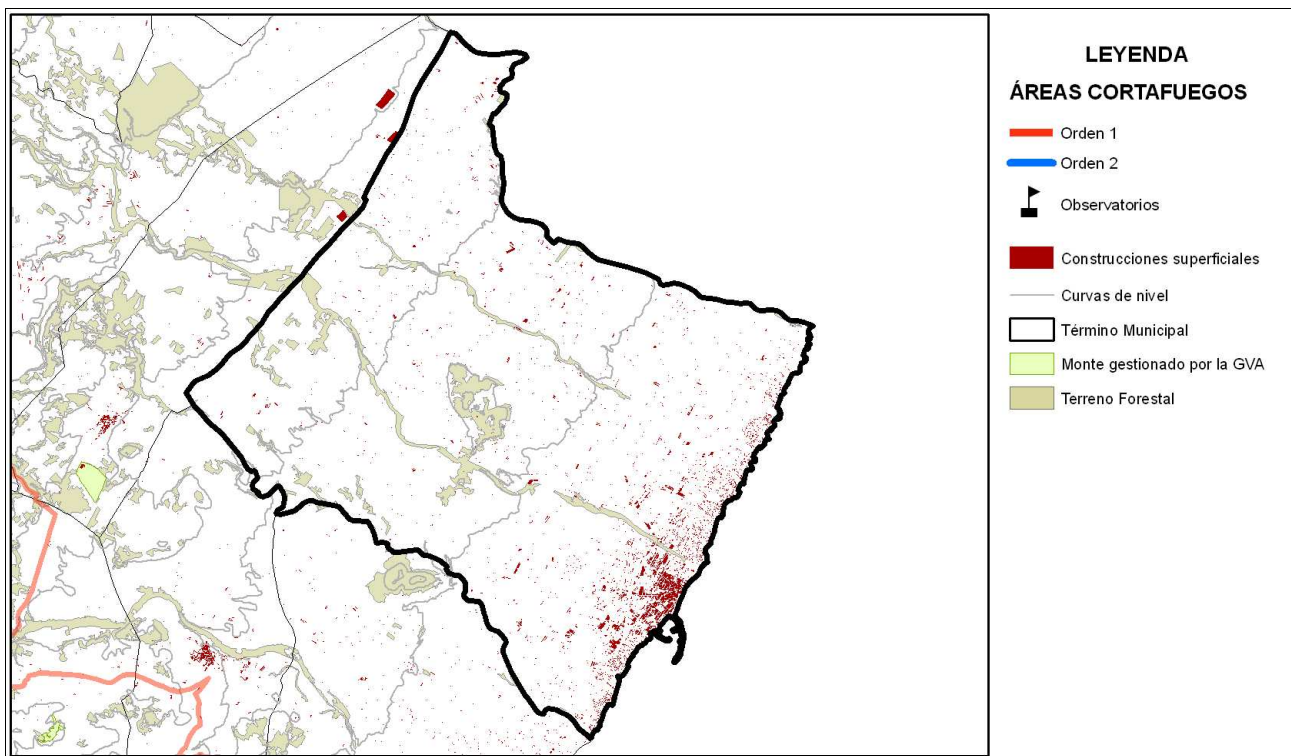 LEYENDA
ÁREAS CORTAFUEGOS
Orden 1
Orden 2
Observatorios
Construcciones superficiales
Curvas de nivel
Término Municipal
Monte gestionado por la GVA
Terreno Forestal